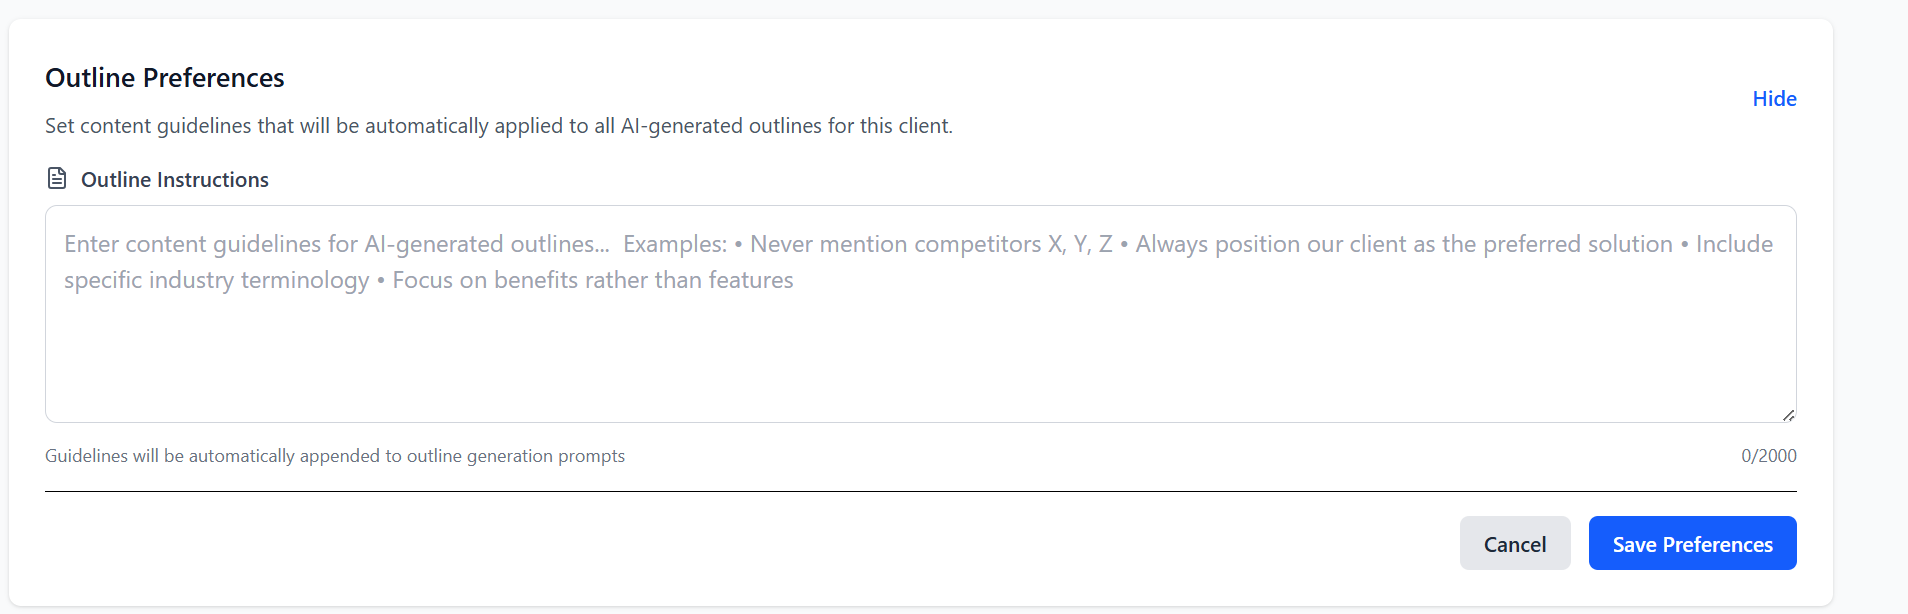 Outline Preferences
Hide
Set content guidelines that will be automatically applied to all AI-generated outlines for this client.
Outline Instructions
Enter content guidelines for AI-generated outlines...  Examples: • Never mention competitors X, Y, Z • Always position our client as the preferred solution • Include
specific industry terminology • Focus on benefits rather than features
Guidelines will be automatically appended to outline generation prompts
0/2000
Cancel
Save Preferences